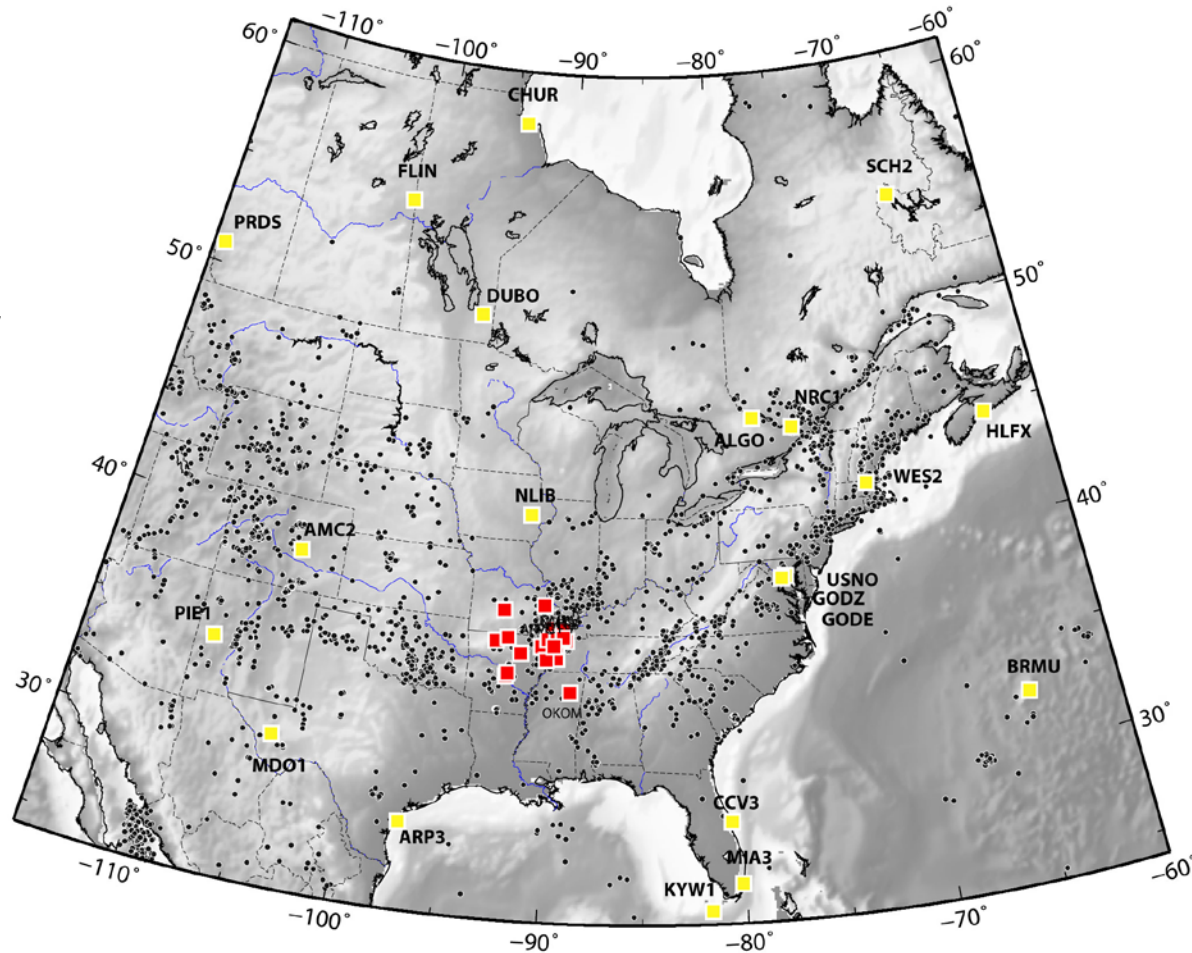 −110° −100° −90° −80° −70° −60°
60° 60°
CHUR
FLIN
SCH2
PRDS
50° 50°
DUBO
NRC1
ALGO
HLFX
WES2
40° 40°
NLIB
AMC2
USNO
GODZ
GODE
PIE1
BRMU
30° 30°
OKOM
MDO1
CCV3
ARP3
MIA3
KYW1
−110° −100° −90° −80° −70° −60°